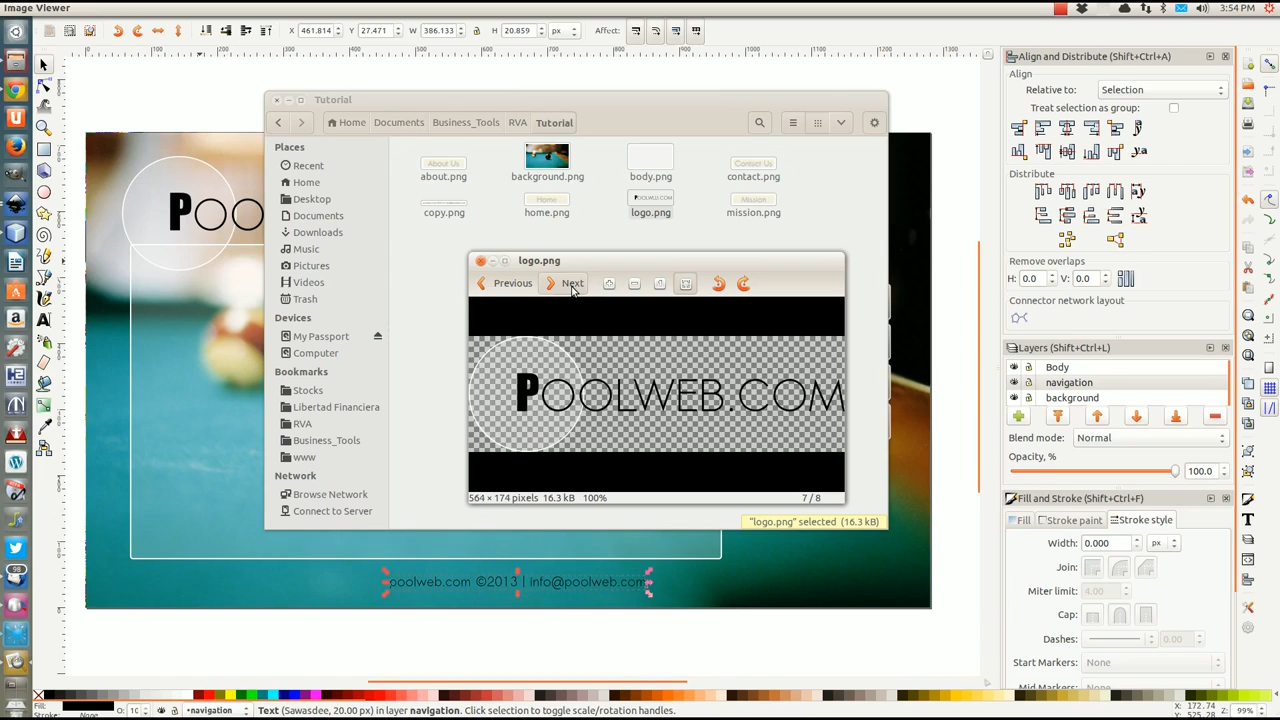 Image Viewer
3:54 PM
X 461.814 Y 27.471 W 386.133 H 20.859 px Affect:
Tutorial
Home Documents Business_Tools RVA Tutorial
Places
Recent
Home
Desktop
Documents
Downloads
Music
Pictures
Videos
Trash
Devices
My Passport
Computer
Bookmarks
Stocks
Libertad Financiera
RVA
Business_Tools
www
Network
Browse Network
Connect to Server
About Us
Contact Us
about.png background.png body.png contact.png
Home
POOLWEB.COM
Mission
copy.png home.png logo.png mission.png
logo.png
Previous Next
POOLWEB.COM
564 × 174 pixels 16.3 kB 100% 7 / 8
"logo.png" selected (16.3 kB)
POO
poolweb.com ©2013 | info@poolweb.com
Align and Distribute (Shift+Ctrl+A)
Align
Relative to: Selection
Treat selection as group:
Distribute
Remove overlaps
H: 0.0 V: 0.0
Connector network layout
Layers (Shift+Ctrl+L)
Body
navigation
background
Blend mode: Normal
Opacity, %
100.0
Fill and Stroke (Shift+Ctrl+F)
Fill Stroke paint Stroke style
Width: 0.000 px
Join:
Miter limit: 4.00
Cap:
Dashes: 0.00
Start Markers: None
Mid Markers: None
Fill:
Stroke: None
O: 10
navigation
Text (Sawasdee, 20.00 px) in layer navigation. Click selection to toggle scale/rotation handles.
X: 172.74
Y: 525.28
Z: 99%